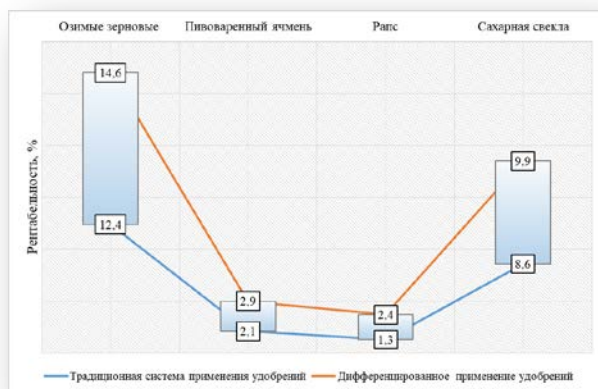 Озимые зерновые Пивоваренный ячмень Рапс Сахарная свекла
14,6
9,9
12,4
8,6
2,9
2,4
2,1
1,3
Рентабельность, %
Традиционная система применения удобрений Дифференцированное применение удобрений